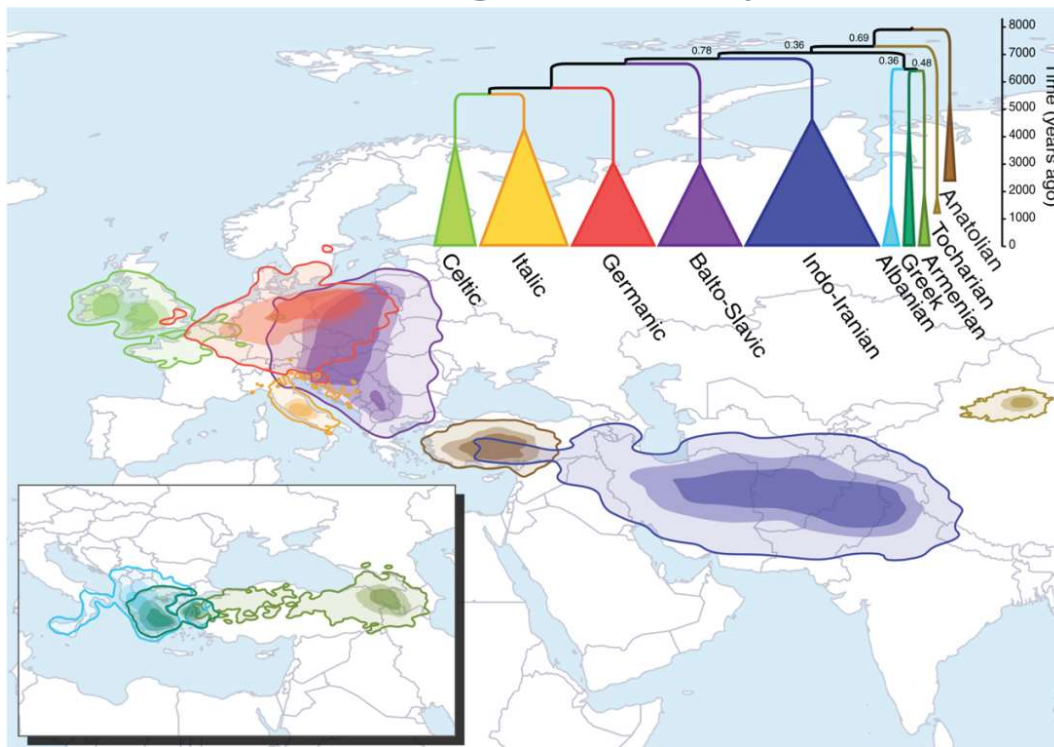 8000
7000
6000
5000
4000
3000
2000
1000
0
Time (years ago)
0.69
0.36
0.78
0.36
0.48
Celtic
Italic
Germanic
Balto-Slavic
Indo-Iranian
Albanian
Greek
Armenian
Tocharian
Anatolian